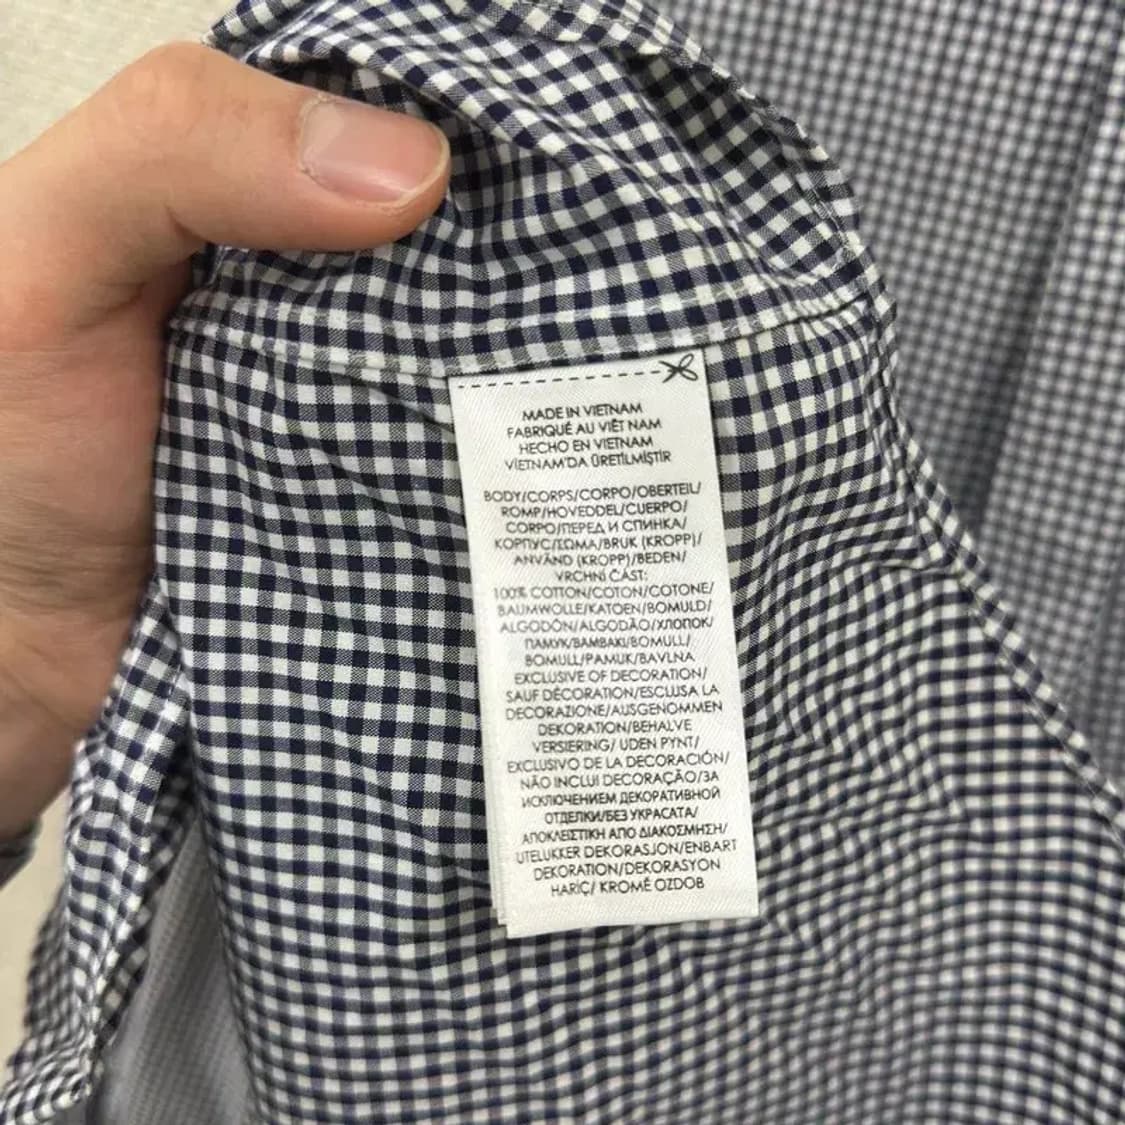 MADE IN VIETNAM
FABRIQUÉ AU VIÊT NAM
HECHO EN VIETNAM
VİETNAM'DA ÜRETİLMİŞTİR
BODY/CORPS/CORPO/OBERTEIL/
ROMP/HOVEDDEL/CUERPO/
CORPO/ПЕРЕД И СПИНКА/
КОРПУС/ΣΩΜΑ/BRUK (KROPP)/
ANVÄND (KROPP)/BEDEN/
VRCHNÍ ČÁST:
100% COTTON/COTON/COTONE/
BAUMWOLLE/KATOEN/BOMULD/
ALGODÓN/ALGODÃO/ХЛОПОК/
ПАМУК/ΒΑΜΒΑΚΙ/BOMULL/
BOMULL/PAMUK/BAVLNA
EXCLUSIVE OF DECORATION/
SAUF DÉCORATION/ESCLUSA LA
DECORAZIONE/AUSGENOMMEN
DEKORATION/BEHALVE
VERSIERING/ UDEN PYNT/
EXCLUSIVO DE LA DECORACIÓN/
NÃO INCLUI DECORAÇÃO/ЗА
ИСКЛЮЧЕНИЕМ ДЕКОРАТИВНОЙ
ОТДЕЛКИ/БЕЗ УКРАСАТА/
ΑΠΟΚΛΕΙΣΤΙΚΗ ΑΠΟ ΔΙΑΚΟΣΜΗΣΗ/
UTELUKKER DEKORASJON/ENBART
DEKORATION/DEKORASYON
HARİÇ/ KROMĚ OZDOB